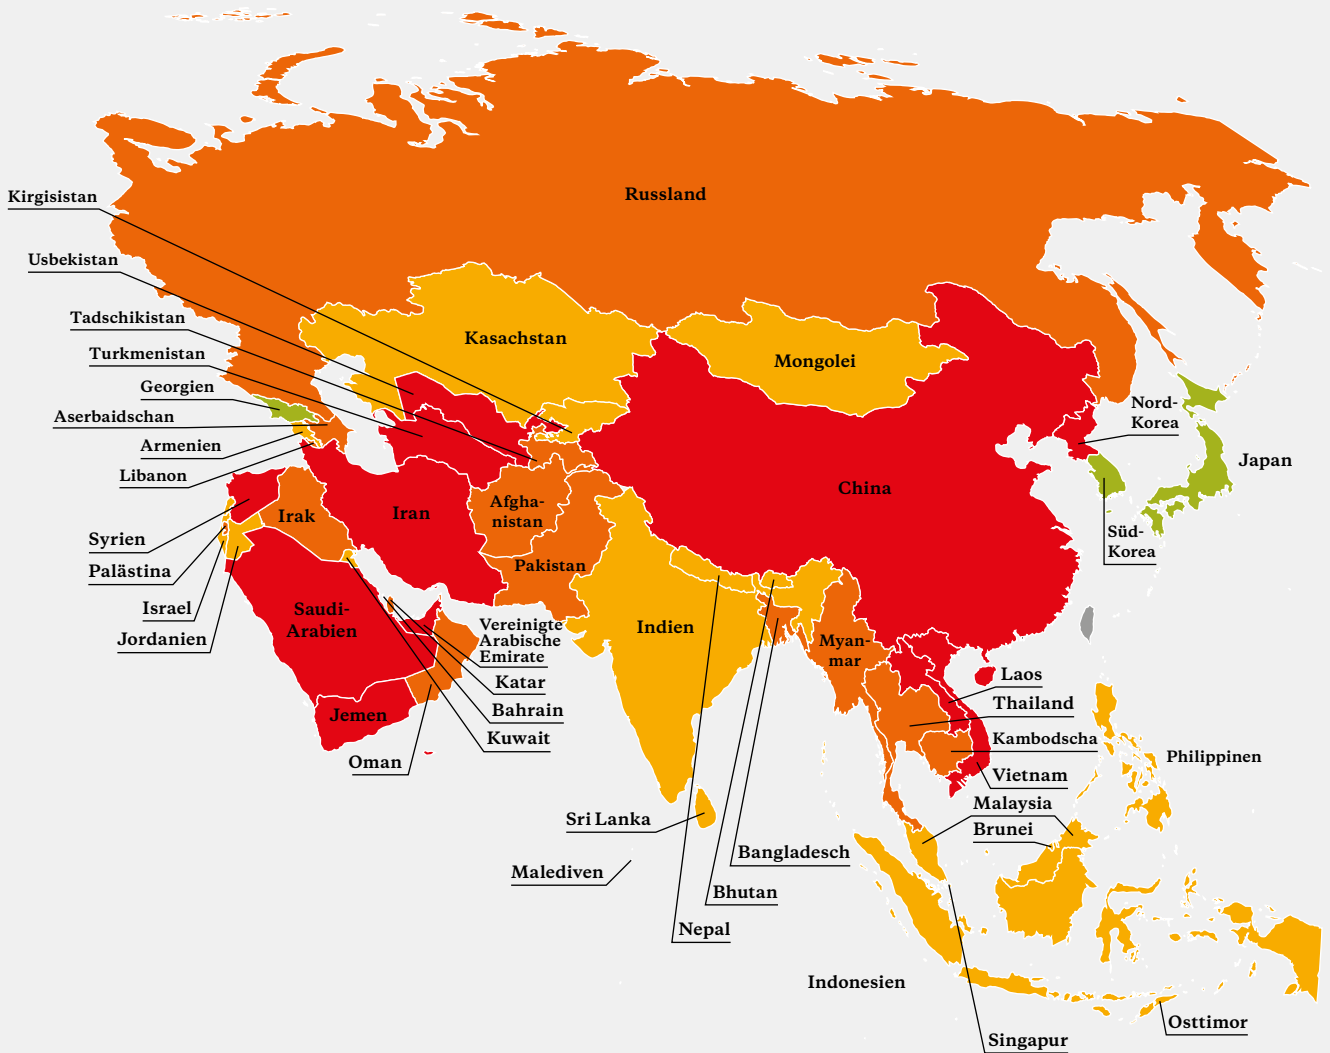 Russland
Kirgisistan
Usbekistan
Tadschikistan
Turkmenistan
Georgien
Aserbaidschan
Armenien
Libanon
Kasachstan
Mongolei
Nord-
Korea
Japan
China
Süd-
Korea
Syrien
Palästina
Israel
Jordanien
Irak
Iran
Afgha-
nistan
Pakistan
Saudi-
Arabien
Jemen
Oman
Vereinigte
Arabische
Emirate
Katar
Bahrain
Kuwait
Indien
Myan-
mar
Laos
Thailand
Kambodscha
Vietnam
Philippinen
Malaysia
Brunei
Sri Lanka
Malediven
Bangladesch
Bhutan
Nepal
Indonesien
Osttimor
Singapur